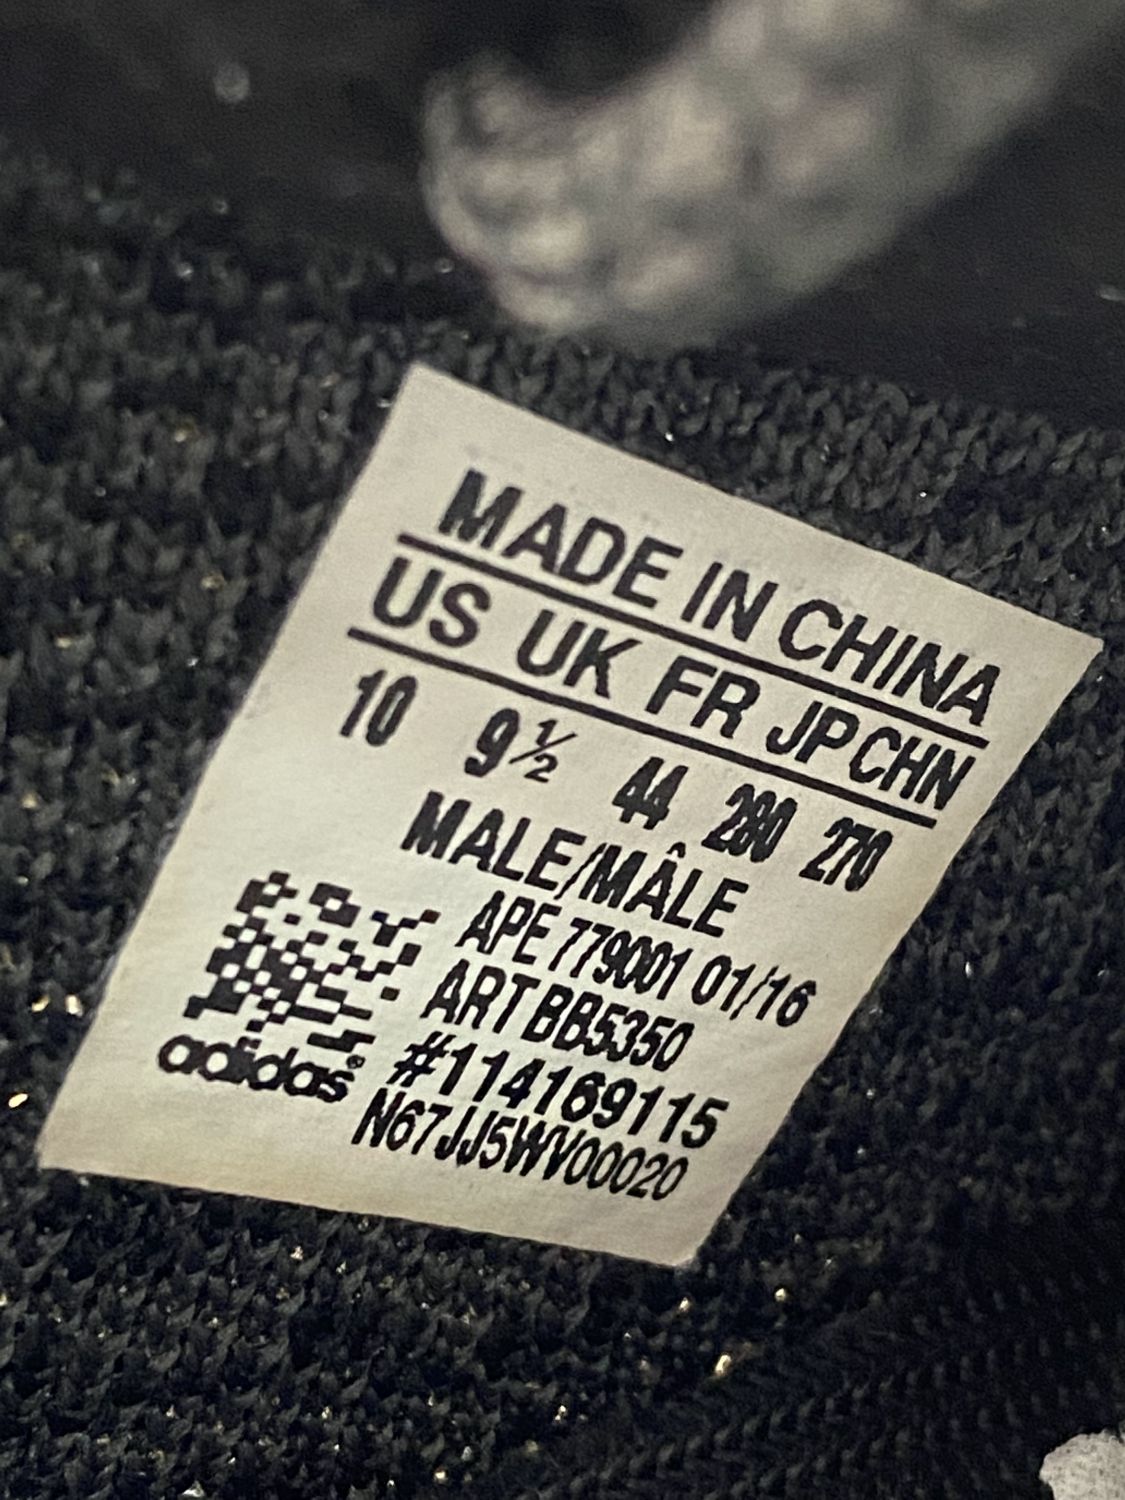 MADE IN CHINA
US UK FR JP CHN
10 9½ 44 280 270
MALE/MÂLE
APE 779001 01/16
ART BB5350
#114169115
adidas®
N67JJ5WV00020